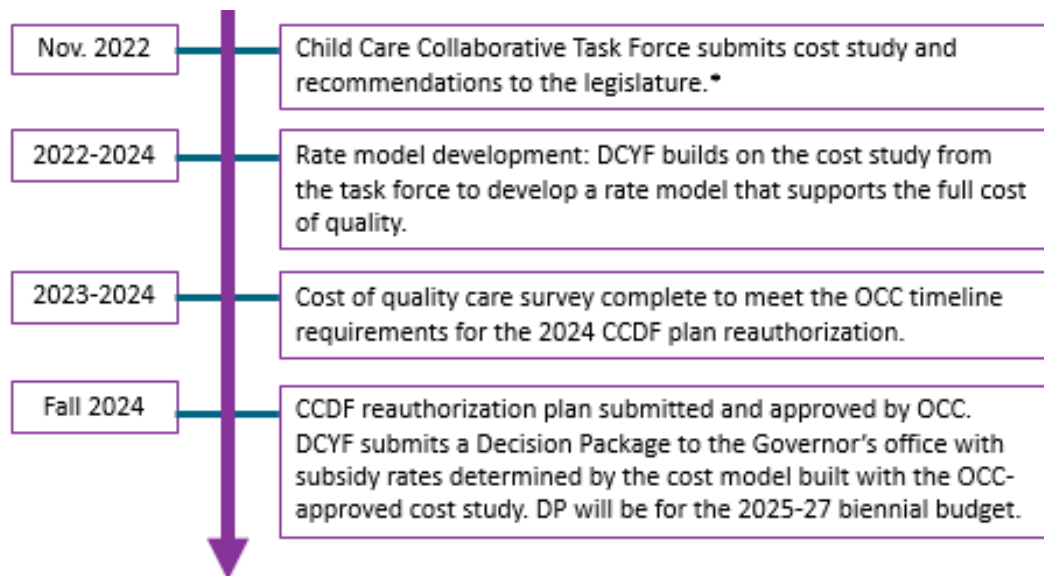 Nov. 2022
Child Care Collaborative Task Force submits cost study and
recommendations to the legislature.*
2022-2024
Rate model development: DCYF builds on the cost study from
the task force to develop a rate model that supports the full cost
of quality.
2023-2024
Cost of quality care survey complete to meet the OCC timeline
requirements for the 2024 CCDF plan reauthorization.
Fall 2024
CCDF reauthorization plan submitted and approved by OCC.
DCYF submits a Decision Package to the Governor’s office with
subsidy rates determined by the cost model built with the OCC-
approved cost study. DP will be for the 2025-27 biennial budget.